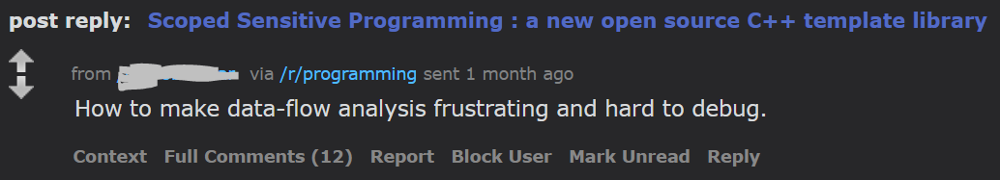 post reply: Scoped Sensitive Programming : a new open source C++ template library
from via /r/programming sent 1 month ago
How to make data-flow analysis frustrating and hard to debug.
Context Full Comments (12) Report Block User Mark Unread Reply